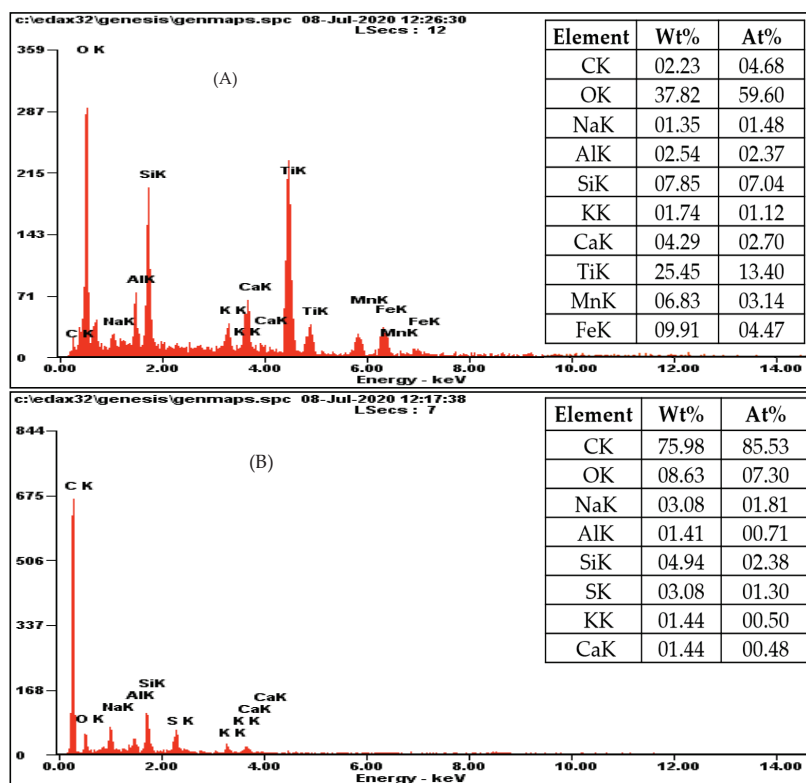 c:\edax32\genesis\genmaps.spc 08-Jul-2020 12:26:30
LSecs : 12
359
287
215
143
71
0
O K
(A)
SiK
TiK
AlK
CaK
MnK
FeK
K K
CaK
TiK
FeK
C K
NaK
K K
MnK
0.00 2.00 4.00 6.00 8.00 10.00 12.00 14.00
Energy - keV
Element Wt% At%
CK 02.23 04.68
OK 37.82 59.60
NaK 01.35 01.48
AlK 02.54 02.37
SiK 07.85 07.04
KK 01.74 01.12
CaK 04.29 02.70
TiK 25.45 13.40
MnK 06.83 03.14
FeK 09.91 04.47
c:\edax32\genesis\genmaps.spc 08-Jul-2020 12:17:38
LSecs : 7
844
675
506
337
168
0
(B)
C K
SiK
CaK
AlK
CaK
NaK
O K
S K
K K
K K
0.00 2.00 4.00 6.00 8.00 10.00 12.00 14.00
Energy - keV
Element Wt% At%
CK 75.98 85.53
OK 08.63 07.30
NaK 03.08 01.81
AlK 01.41 00.71
SiK 04.94 02.38
SK 03.08 01.30
KK 01.44 00.50
CaK 01.44 00.48